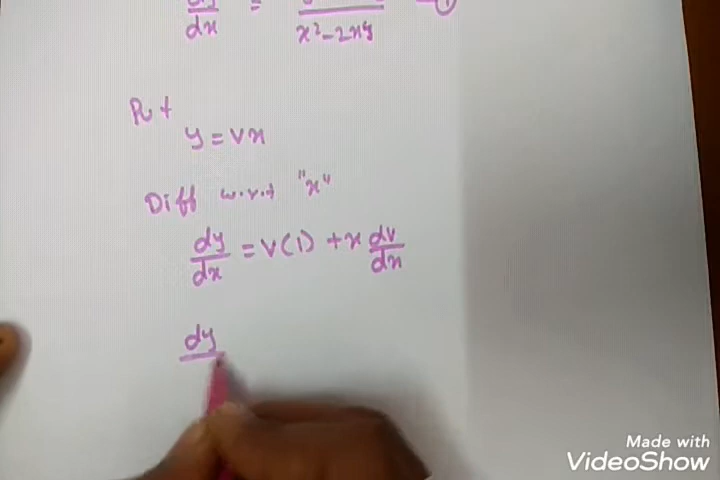 dx = x²-2xy
Put
y = vx
Diff w.r.t "x"
dy/dx = v(1) + x dv/dx
dy
Made with
VideoShow